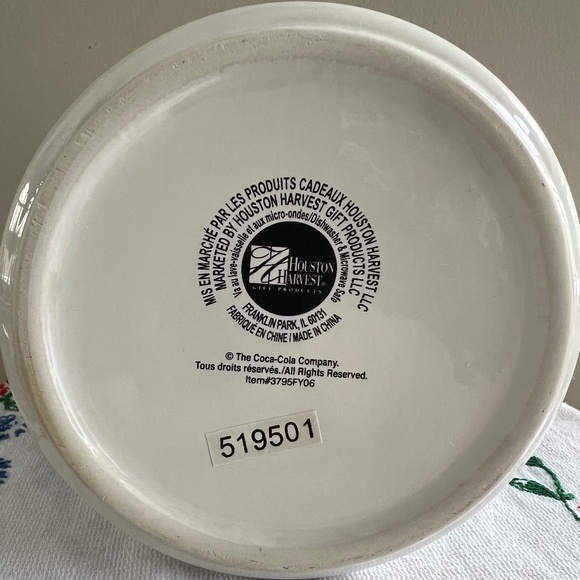 MIS EN MARCHÉ PAR LES PRODUITS CADEAUX HOUSTON HARVEST LLC
MARKETED BY HOUSTON HARVEST GIFT PRODUCTS LLC
Va au lave-vaisselle et aux micro-ondes/Dishwasher & Microwave Safe
HOUSTON
HARVEST®
GIFT PRODUCTS
FRANKLIN PARK, IL 60131
FABRIQUÉ EN CHINE / MADE IN CHINA
© The Coca-Cola Company.
Tous droits réservés./All Rights Reserved.
Item#3795FY06
519501